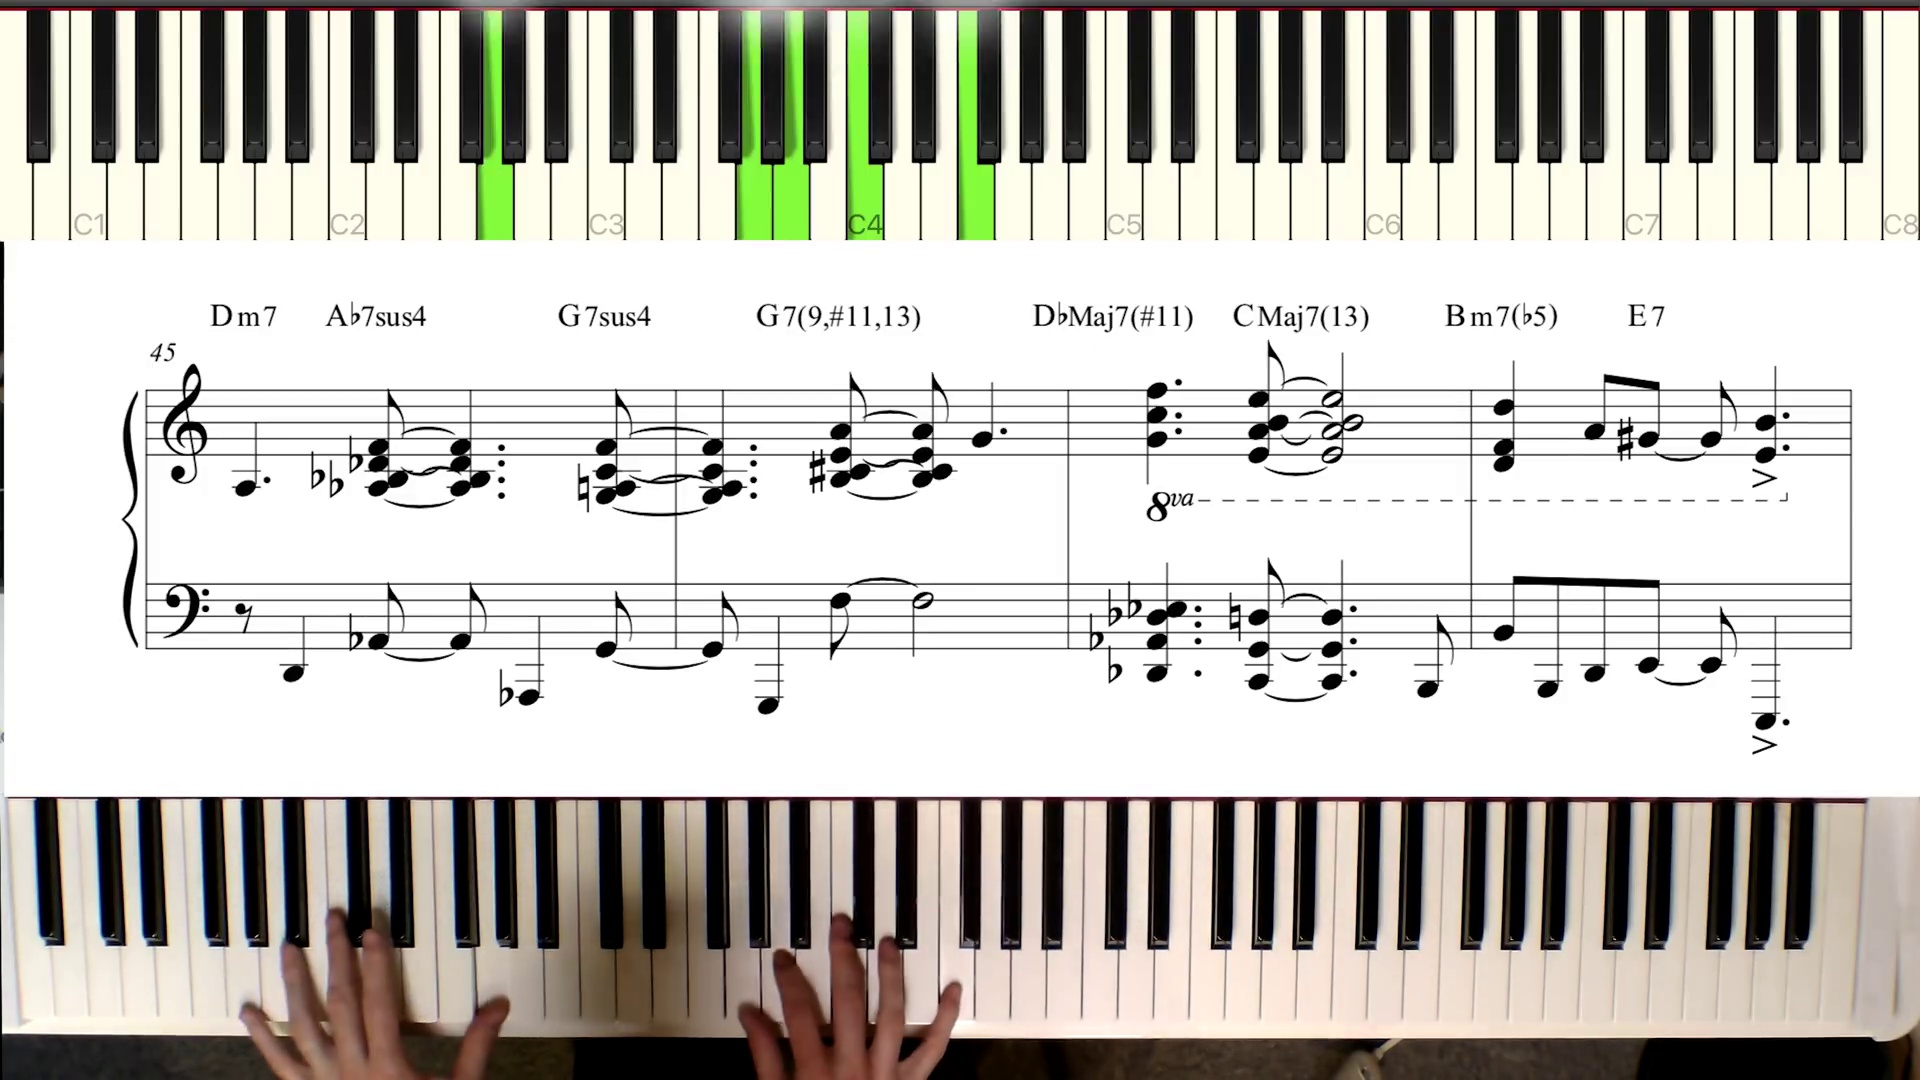 C1 C2 C3 C4 C5 C6 C7 C8
Dm7 A♭7sus4 G7sus4 G7(9,#11,13) D♭Maj7(#11) CMaj7(13) Bm7(♭5) E7
45
8va